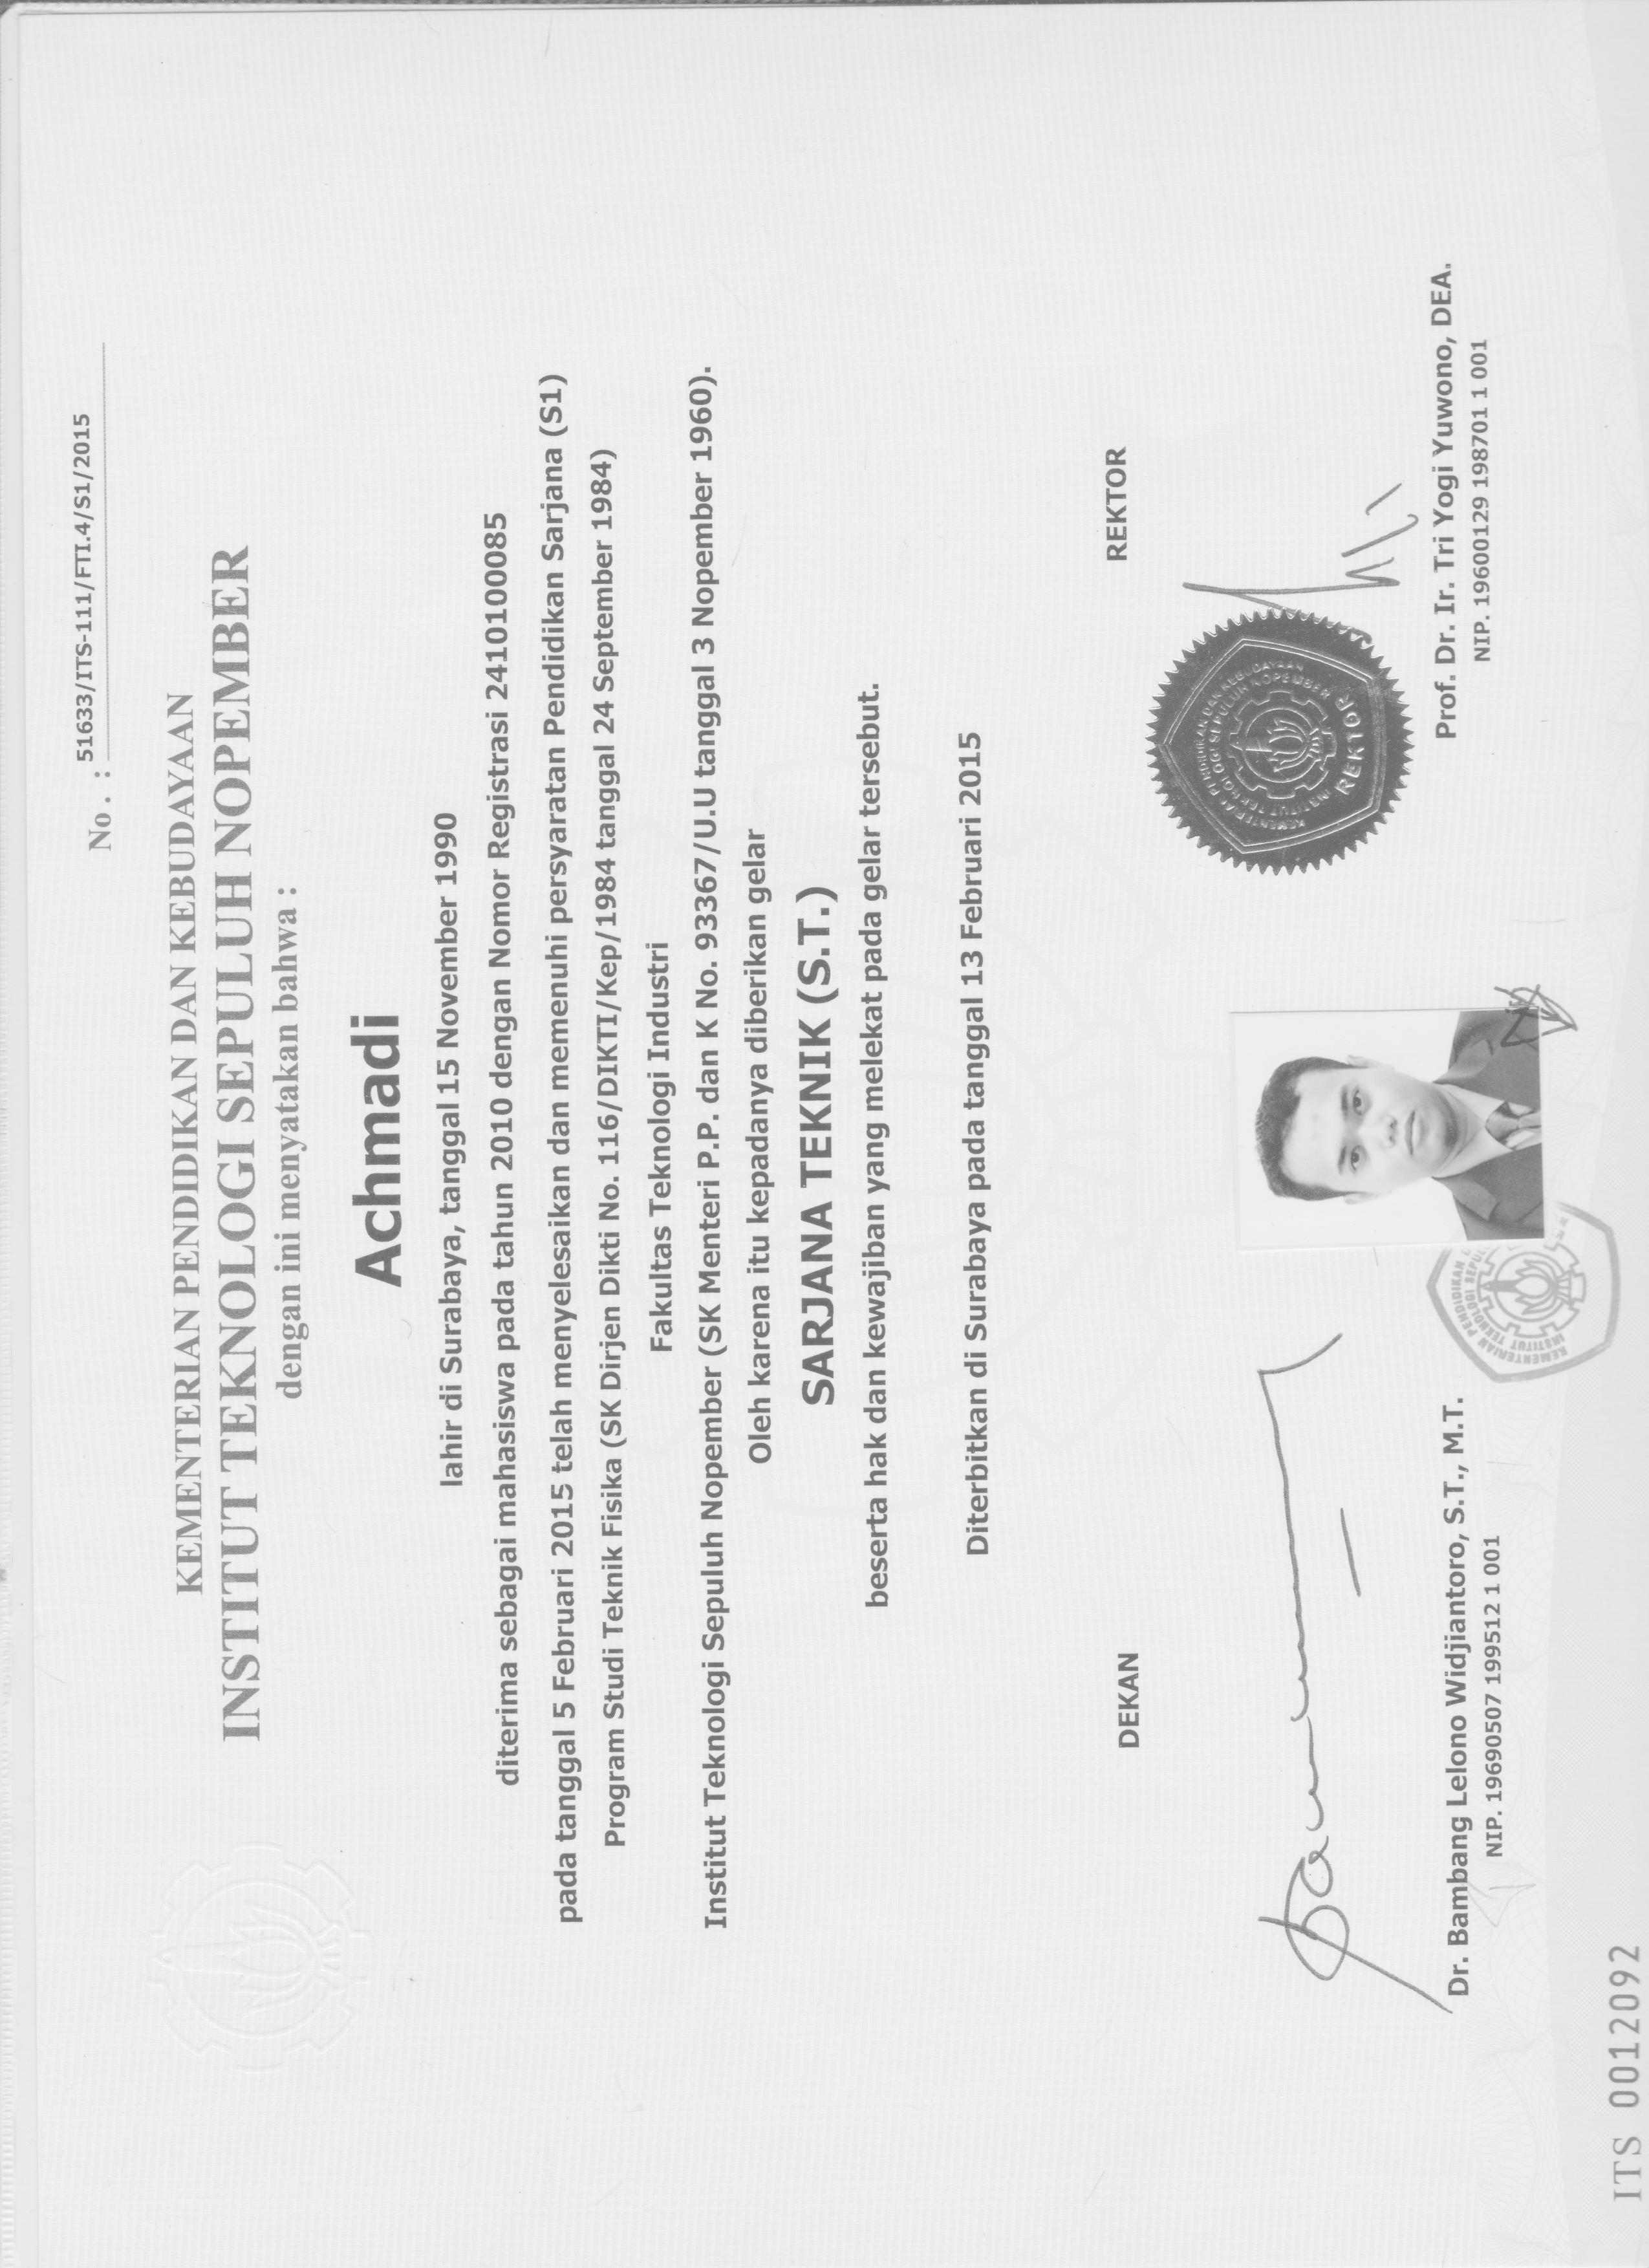 No. : 51633/ITS-111/FTI.4/S1/2015
KEMENTERIAN PENDIDIKAN DAN KEBUDAYAAN
INSTITUT TEKNOLOGI SEPULUH NOPEMBER
dengan ini menyatakan bahwa :
Achmadi
lahir di Surabaya, tanggal 15 November 1990
diterima sebagai mahasiswa pada tahun 2010 dengan Nomor Registrasi 2410100085
pada tanggal 5 Februari 2015 telah menyelesaikan dan memenuhi persyaratan Pendidikan Sarjana (S1)
Program Studi Teknik Fisika (SK Dirjen Dikti No. 116/DIKTI/Kep/1984 tanggal 24 September 1984)
Fakultas Teknologi Industri
Institut Teknologi Sepuluh Nopember (SK Menteri P.P. dan K No. 93367/U.U tanggal 3 Nopember 1960).
Oleh karena itu kepadanya diberikan gelar
SARJANA TEKNIK (S.T.)
beserta hak dan kewajiban yang melekat pada gelar tersebut.
Diterbitkan di Surabaya pada tanggal 13 Februari 2015
DEKAN
Dr. Bambang Lelono Widjiantoro, S.T., M.T.
NIP. 19690507 199512 1 001
KEMENTERIAN PENDIDIKAN
INSTITUT TEKNOLOGI
REKTOR
KEMENTERIAN PENDIDIKAN DAN KEBUDAYAAN
INSTITUT TEKNOLOGI SEPULUH NOPEMBER
REKTOR
Prof. Dr. Ir. Tri Yogi Yuwono, DEA.
NIP. 19600129 198701 1 001
ITS 0012092